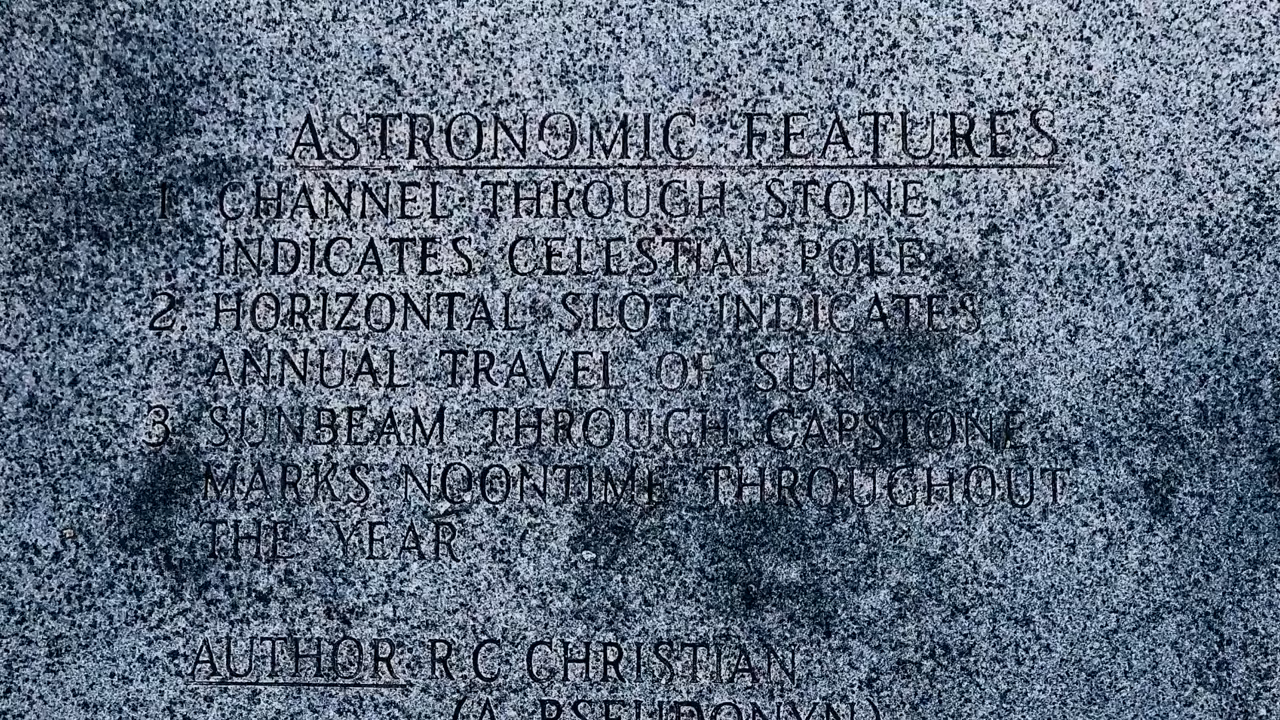 ASTRONOMIC FEATURES
1. CHANNEL THROUGH STONE
INDICATES CELESTIAL POLE
2. HORIZONTAL SLOT INDICATES
ANNUAL TRAVEL OF SUN
3. SUNBEAM THROUGH CAPSTONE
MARKS NOONTIME THROUGHOUT
THE YEAR
AUTHOR R C CHRISTIAN
(A PSEUDONYN)